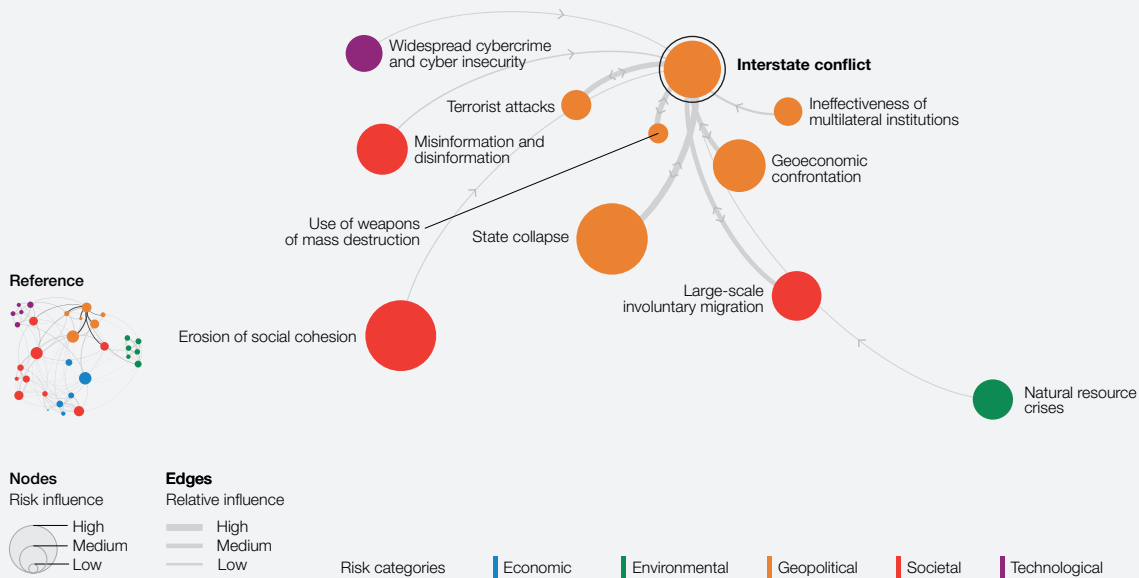 Widespread cybercrime
and cyber insecurity
Interstate conflict
Terrorist attacks
Ineffectiveness of
multilateral institutions
Misinformation and
disinformation
Geoeconomic
confrontation
Use of weapons
of mass destruction
State collapse
Reference
Large-scale
involuntary migration
Erosion of social cohesion
Natural resource
crises
Nodes
Risk influence
High
Medium
Low
Edges
Relative influence
High
Medium
Low
Risk categories
Economic
Environmental
Geopolitical
Societal
Technological